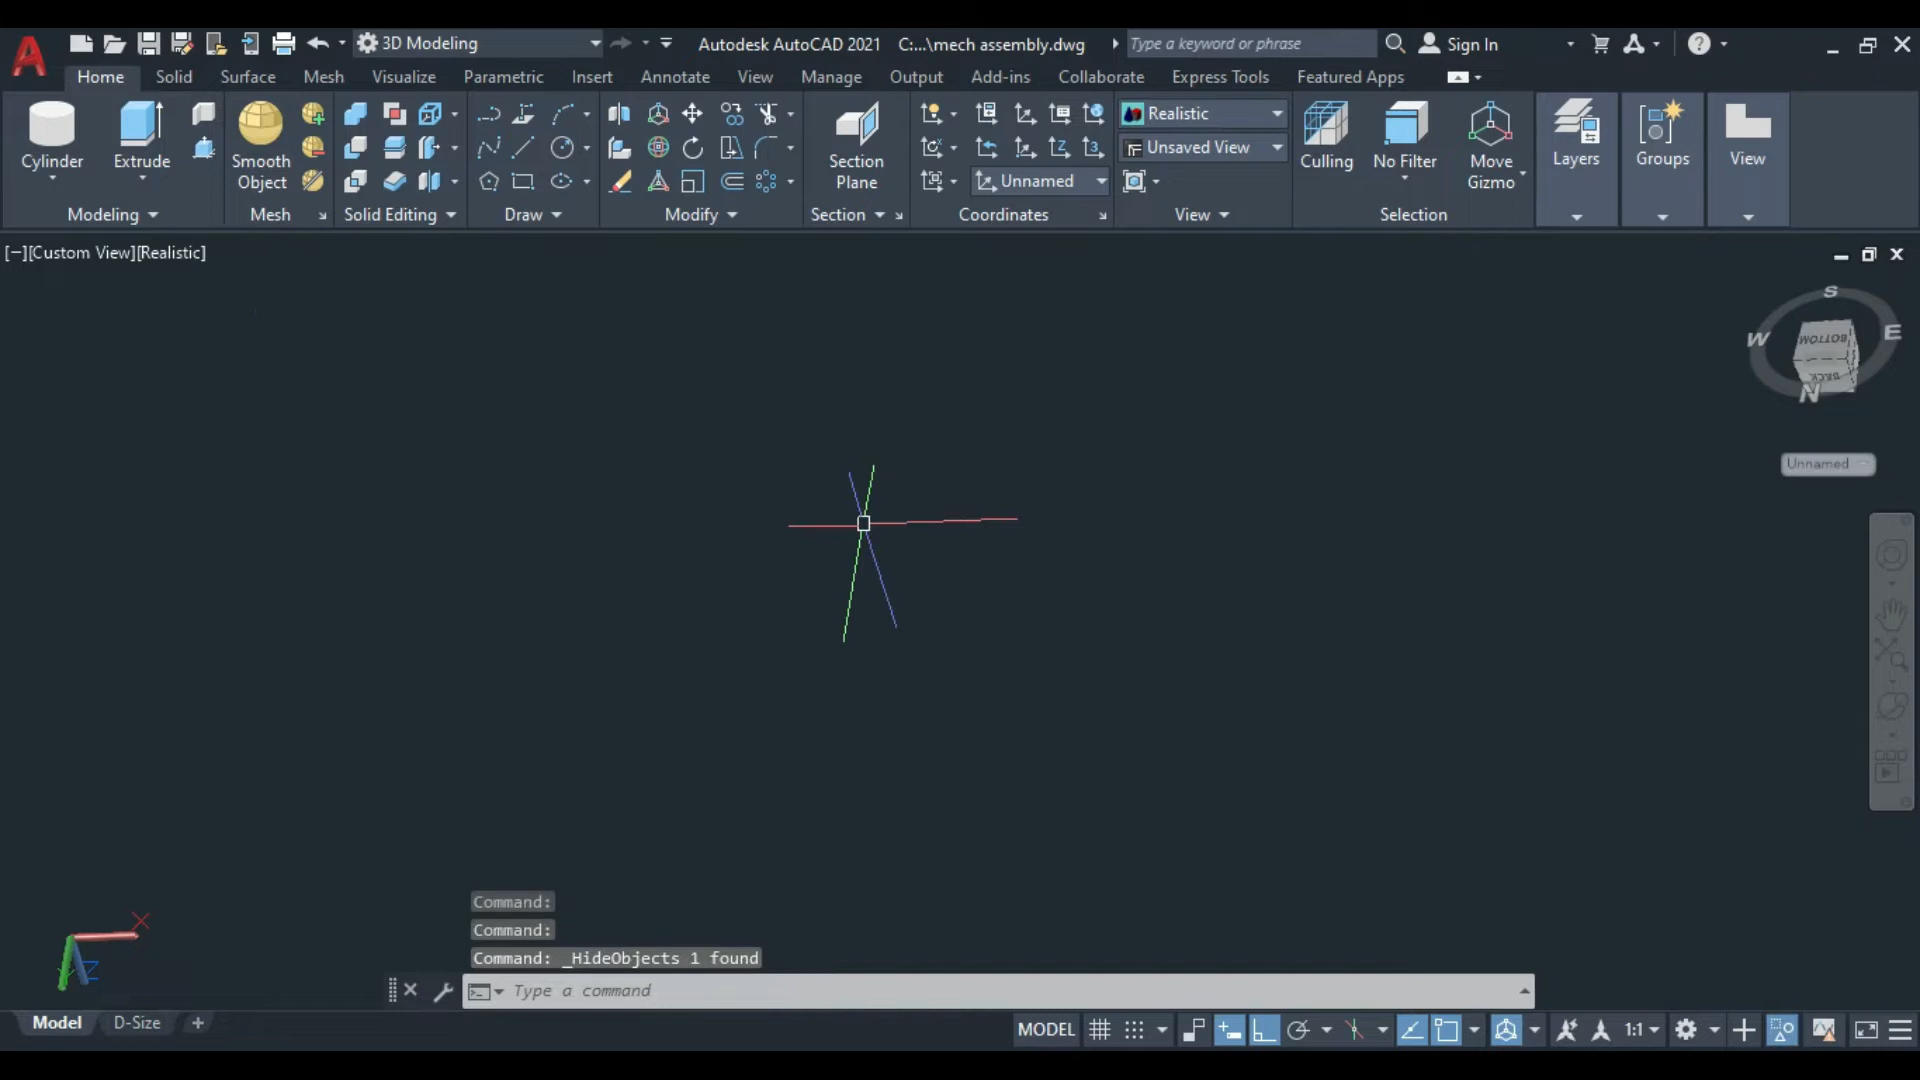 3D Modeling
Autodesk AutoCAD 2021 C:...\mech assembly.dwg
Type a keyword or phrase
Sign In
Home Solid Surface Mesh Visualize Parametric Insert Annotate View Manage Output Add-ins Collaborate Express Tools Featured Apps
Cylinder
Extrude
Smooth Object
Section Plane
Realistic
Unsaved View
Unnamed
Culling
No Filter
Move Gizmo
Layers
Groups
View
Modeling
Mesh
Solid Editing
Draw
Modify
Section
Coordinates
View
Selection
[−][Custom View][Realistic]
S
W
E
N
BOTTOM
BACK
Unnamed
X
Y
Z
Command:
Command:
Command: _HideObjects 1 found
Type a command
Model
D-Size
+
MODEL
1:1